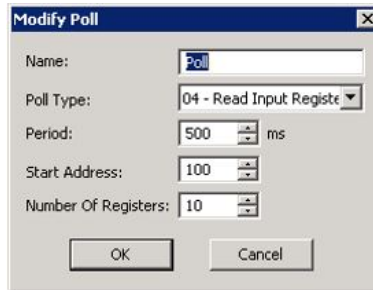 Modify Poll
Name: Poll
Poll Type: 04 - Read Input Registe
Period: 500 ms
Start Address: 100
Number Of Registers: 10
OK Cancel